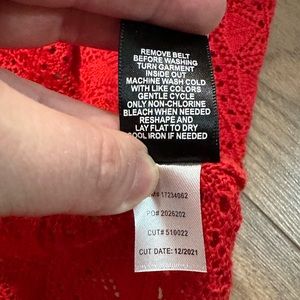 REMOVE BELT
BEFORE WASHING
TURN GARMENT
INSIDE OUT
MACHINE WASH COLD
WITH LIKE COLORS
GENTLE CYCLE
ONLY NON-CHLORINE
BLEACH WHEN NEEDED
RESHAPE AND
LAY FLAT TO DRY
COOL IRON IF NEEDED
17234062
PO# 2026202
CUT# 510022
CUT DATE: 12/2021